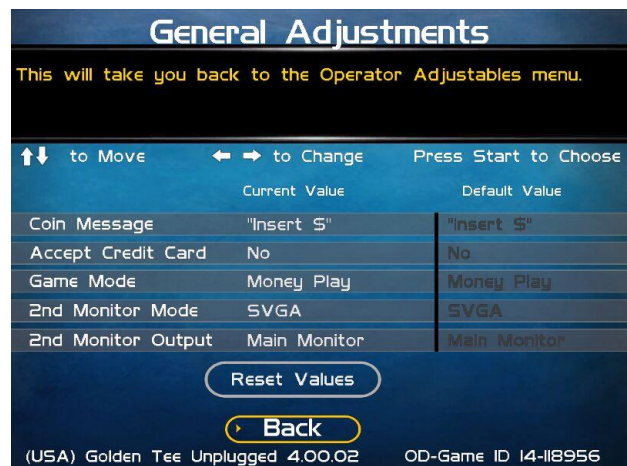 General Adjustments
This will take you back to the Operator Adjustables menu.
to Move to Change Press Start to Choose
Current Value Default Value
Coin Message "Insert $" "Insert $"
Accept Credit Card No No
Game Mode Money Play Money Play
2nd Monitor Mode SVGA SVGA
2nd Monitor Output Main Monitor Main Monitor
Reset Values
Back
(USA) Golden Tee Unplugged 4.00.02 OD-Game ID 14-118956